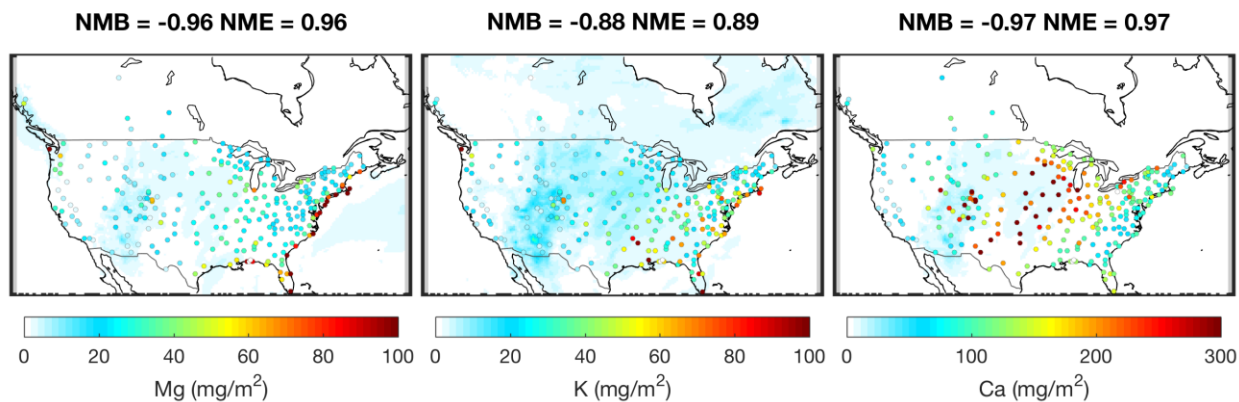 NMB = -0.96 NME = 0.96
NMB = -0.88 NME = 0.89
NMB = -0.97 NME = 0.97
0 20 40 60 80 100
0 20 40 60 80 100
0 100 200 300
Mg (mg/m²)
K (mg/m²)
Ca (mg/m²)